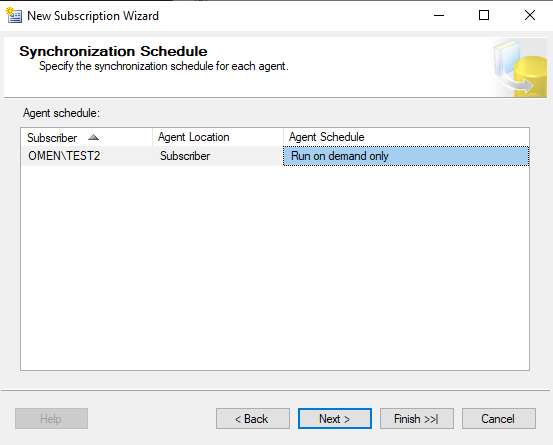 New Subscription Wizard
Synchronization Schedule
Specify the synchronization schedule for each agent.
Agent schedule:
Subscriber Agent Location Agent Schedule
OMEN\TEST2 Subscriber Run on demand only
Help < Back Next > Finish >>| Cancel